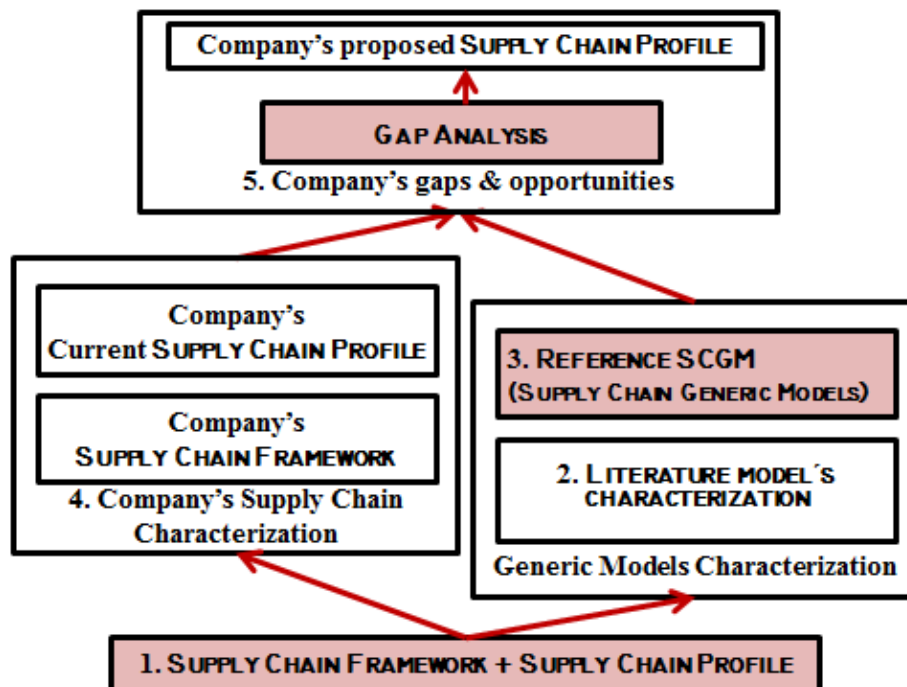 Company's proposed SUPPLY CHAIN PROFILE
GAP ANALYSIS
5. Company's gaps & opportunities
Company's
Current SUPPLY CHAIN PROFILE
Company's
SUPPLY CHAIN FRAMEWORK
4. Company's Supply Chain
Characterization
3. REFERENCE SCGM
(SUPPLY CHAIN GENERIC MODELS)
2. LITERATURE MODEL´S
CHARACTERIZATION
Generic Models Characterization
1. SUPPLY CHAIN FRAMEWORK + SUPPLY CHAIN PROFILE